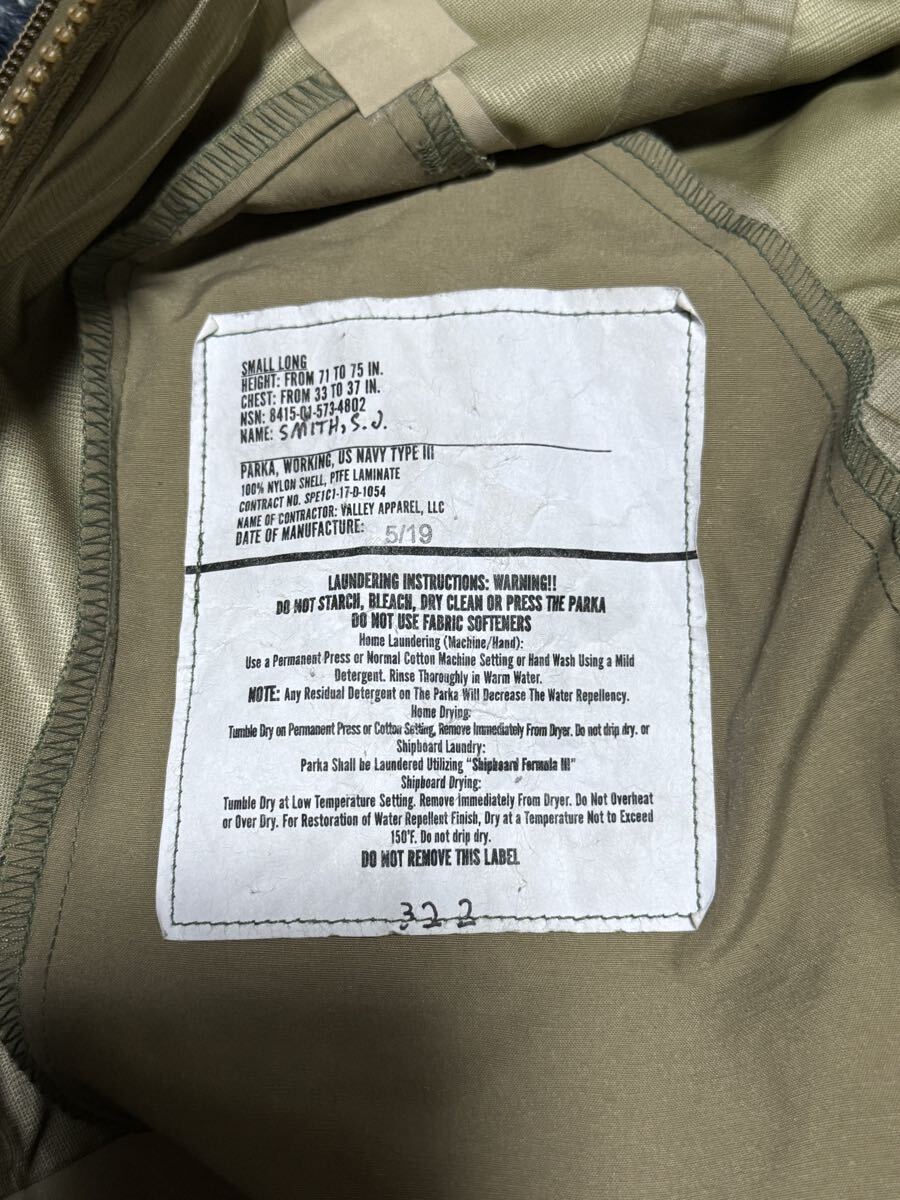 SMALL LONG
HEIGHT: FROM 71 TO 75 IN.
CHEST: FROM 33 TO 37 IN.
NSN: 8415-01-573-4802
NAME: SMITH, S.J.
PARKA, WORKING, US NAVY TYPE III
100% NYLON SHELL, PTFE LAMINATE
CONTRACT NO. SPE1C1-17-D-1054
NAME OF CONTRACTOR: VALLEY APPAREL, LLC
DATE OF MANUFACTURE: 5/19
LAUNDERING INSTRUCTIONS: WARNING!!
DO NOT STARCH, BLEACH, DRY CLEAN OR PRESS THE PARKA
DO NOT USE FABRIC SOFTENERS
Home Laundering (Machine/Hand):
Use a Permanent Press or Normal Cotton Machine Setting or Hand Wash Using a Mild
Detergent. Rinse Thoroughly in Warm Water.
NOTE: Any Residual Detergent on The Parka Will Decrease The Water Repellency.
Home Drying:
Tumble Dry on Permanent Press or Cotton Setting, Remove Immediately From Dryer. Do not drip dry. or
Shipboard Laundry:
Parka Shall be Laundered Utilizing "Shipboard Formula III"
Shipboard Drying:
Tumble Dry at Low Temperature Setting. Remove Immediately From Dryer. Do Not Overheat
or Over Dry. For Restoration of Water Repellent Finish, Dry at a Temperature Not to Exceed
150°F. Do not drip dry.
DO NOT REMOVE THIS LABEL
322